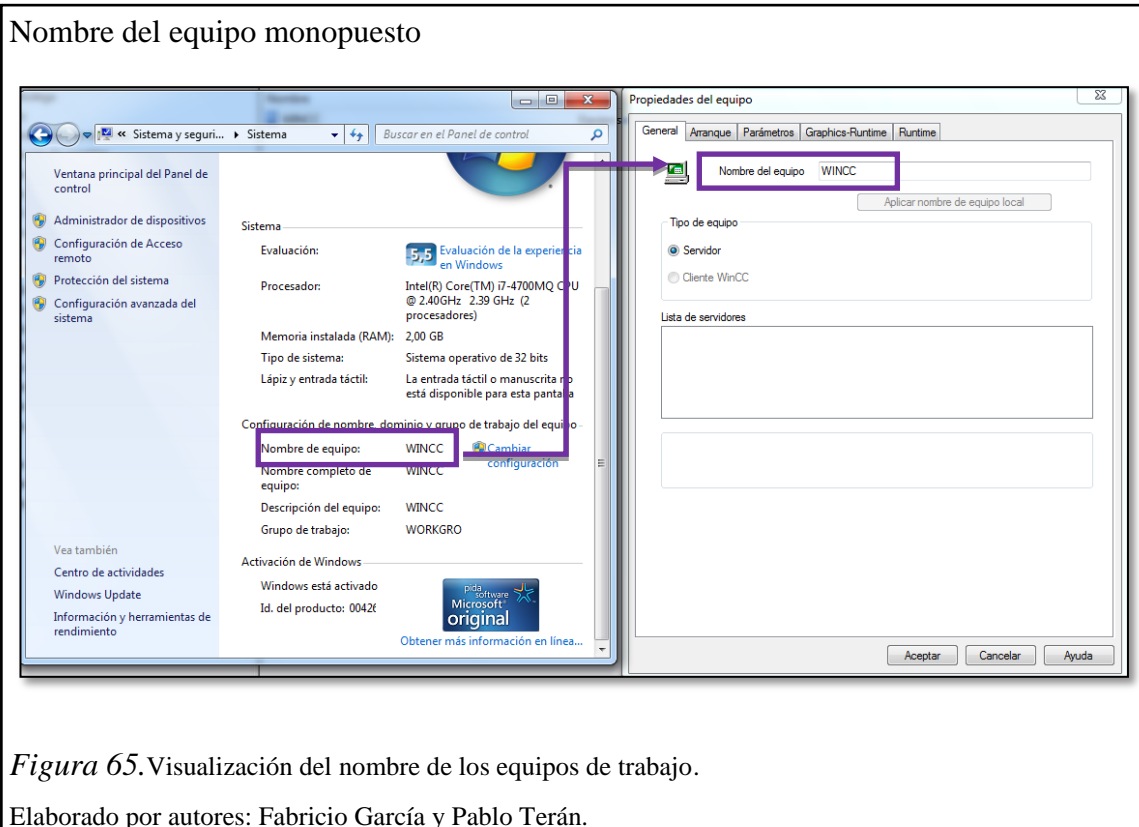 Nombre del equipo monopuesto
« Sistema y seguri... ▸ Sistema
Buscar en el Panel de control
Ventana principal del Panel de
control
Administrador de dispositivos
Configuración de Acceso
remoto
Protección del sistema
Configuración avanzada del
sistema
Vea también
Centro de actividades
Windows Update
Información y herramientas de
rendimiento
Sistema
Evaluación:
5,5 Evaluación de la experiencia
en Windows
Procesador:
Intel(R) Core(TM) i7-4700MQ CPU
@ 2.40GHz 2.39 GHz (2
procesadores)
Memoria instalada (RAM): 2,00 GB
Tipo de sistema: Sistema operativo de 32 bits
Lápiz y entrada táctil: La entrada táctil o manuscrita no
está disponible para esta pantalla
Configuración de nombre, dominio y grupo de trabajo del equipo
Nombre de equipo: WINCC Cambiar
configuración
Nombre completo de WINCC
equipo:
Descripción del equipo: WINCC
Grupo de trabajo: WORKGRO
Activación de Windows
Windows está activado
Id. del producto: 00426
pida
software
Microsoft®
original
Obtener más información en línea...
Propiedades del equipo
General Arranque Parámetros Graphics-Runtime Runtime
Nombre del equipo WINCC
Aplicar nombre de equipo local
Tipo de equipo
Servidor
Cliente WinCC
Lista de servidores
Aceptar Cancelar Ayuda
Figura 65.Visualización del nombre de los equipos de trabajo.
Elaborado por autores: Fabricio García y Pablo Terán.